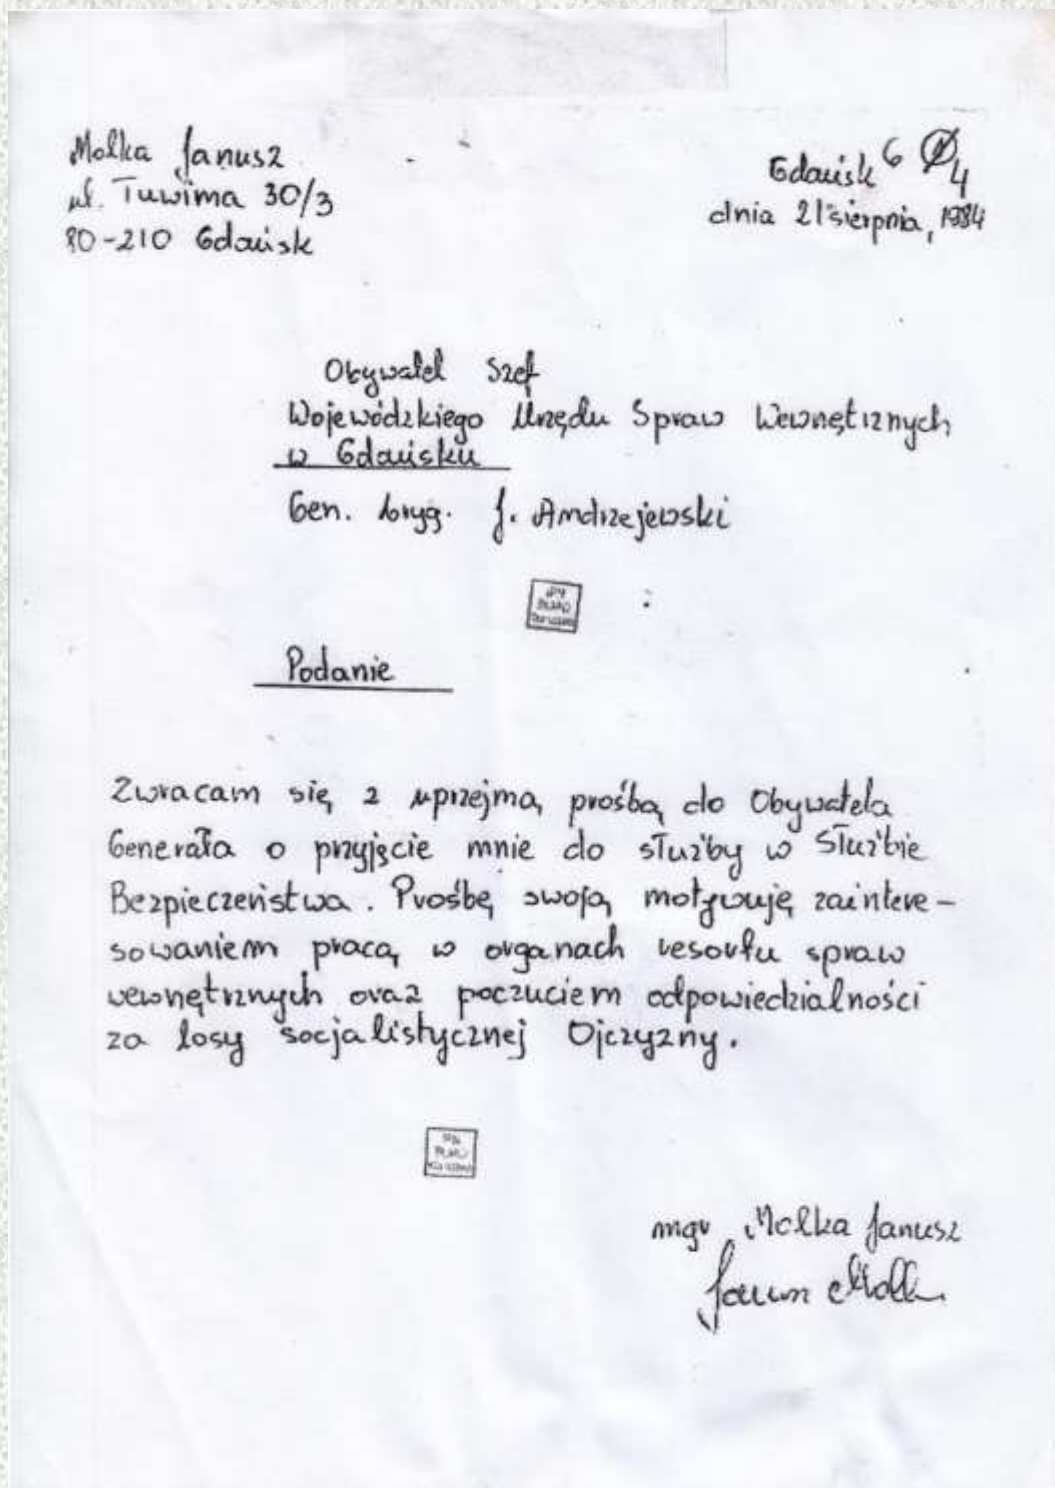 Molka Janusz
ul. Tuwima 30/3
80-210 Gdańsk
Gdańsk 6
4
dnia 21 sierpnia, 1984
Obywatel Szef
Wojewódzkiego Urzędu Spraw Wewnętrznych
w Gdańsku
Gen. bryg. J. Andrzejewski
Podanie
Zwracam się z uprzejmą prośbą do Obywatela
Generała o przyjęcie mnie do służby w Służbie
Bezpieczeństwa. Prośbę swoją motywuję zaintere-
sowaniem pracą w organach resortu spraw
wewnętrznych oraz poczuciem odpowiedzialności
za losy socjalistycznej Ojczyzny.
mgr Molka Janusz